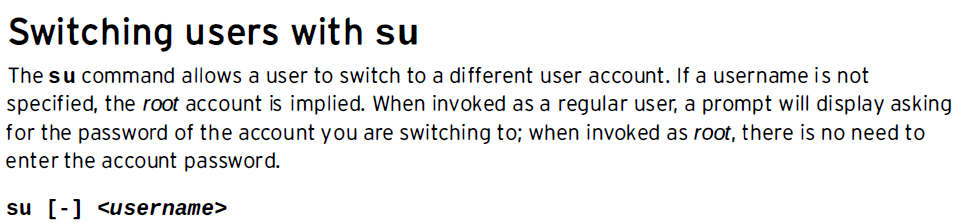 Switching users with su
The su command allows a user to switch to a different user account. If a username is not
specified, the root account is implied. When invoked as a regular user, a prompt will display asking
for the password of the account you are switching to; when invoked as root, there is no need to
enter the account password.
su [-] <username>